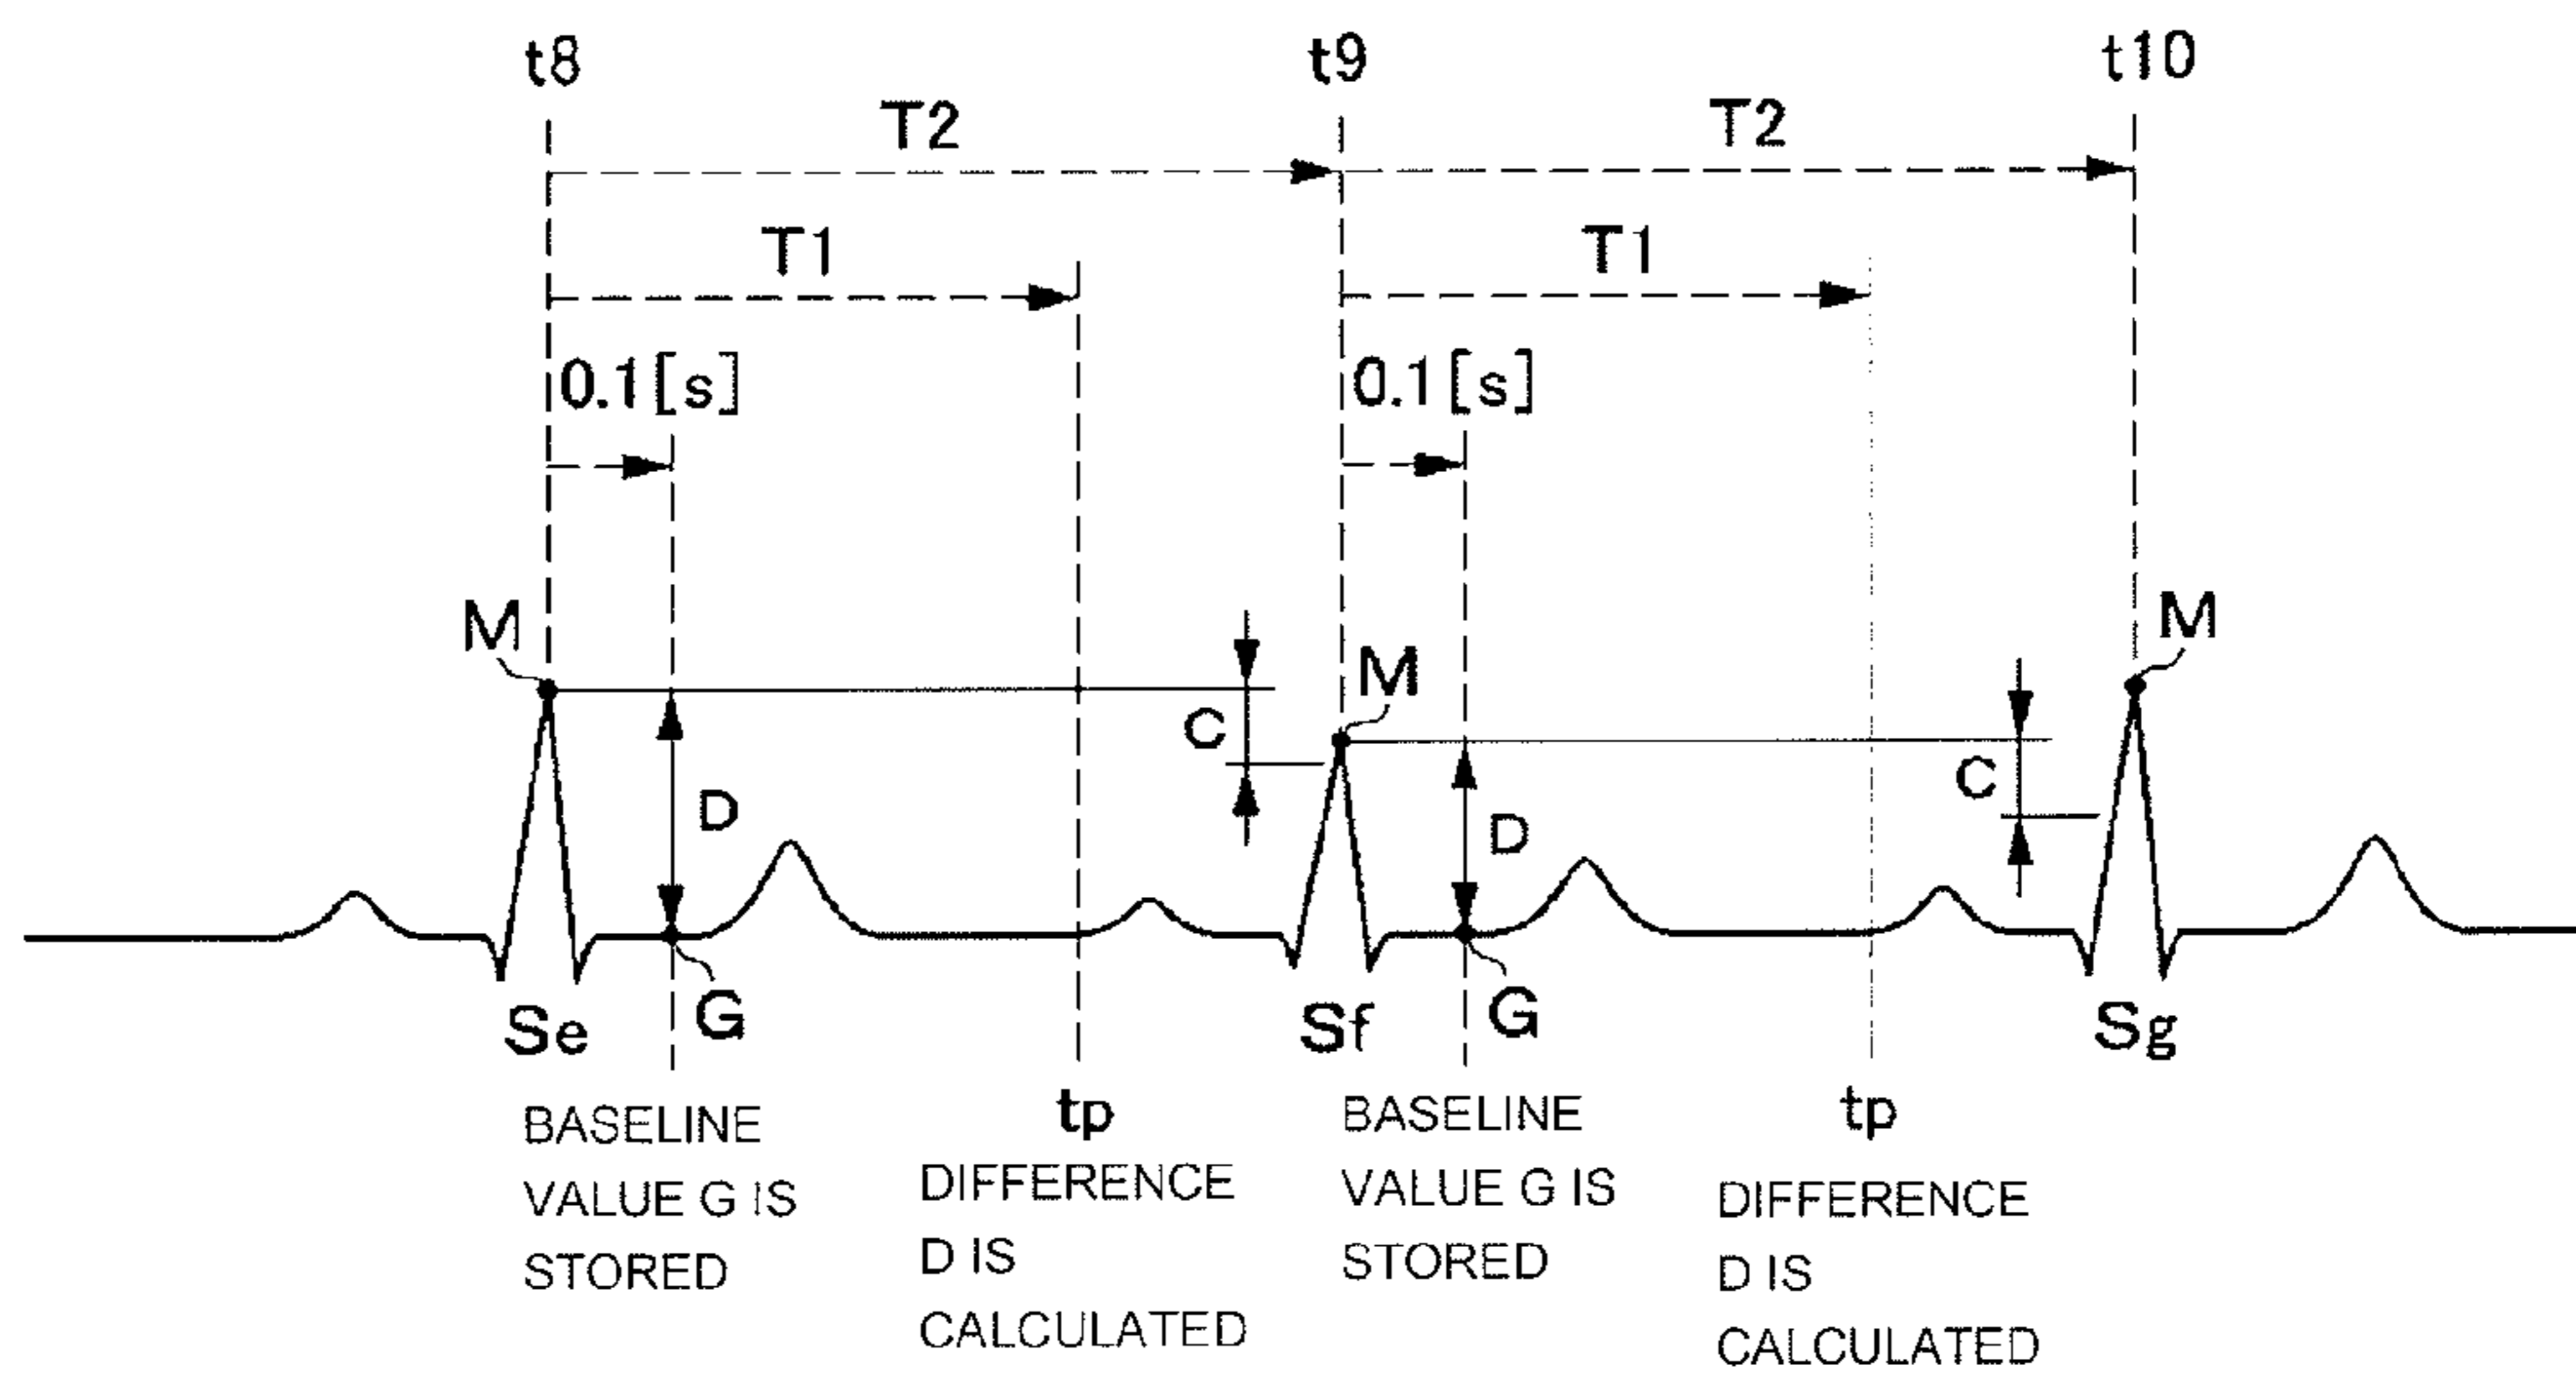 t8 t9 t10
T2 T2
T1 T1
0.1[s] 0.1[s]
M M M
C C
D D
G G
Se Sf Sg
tp tp
BASELINE
VALUE G IS
STORED
DIFFERENCE
D IS
CALCULATED
BASELINE
VALUE G IS
STORED
DIFFERENCE
D IS
CALCULATED